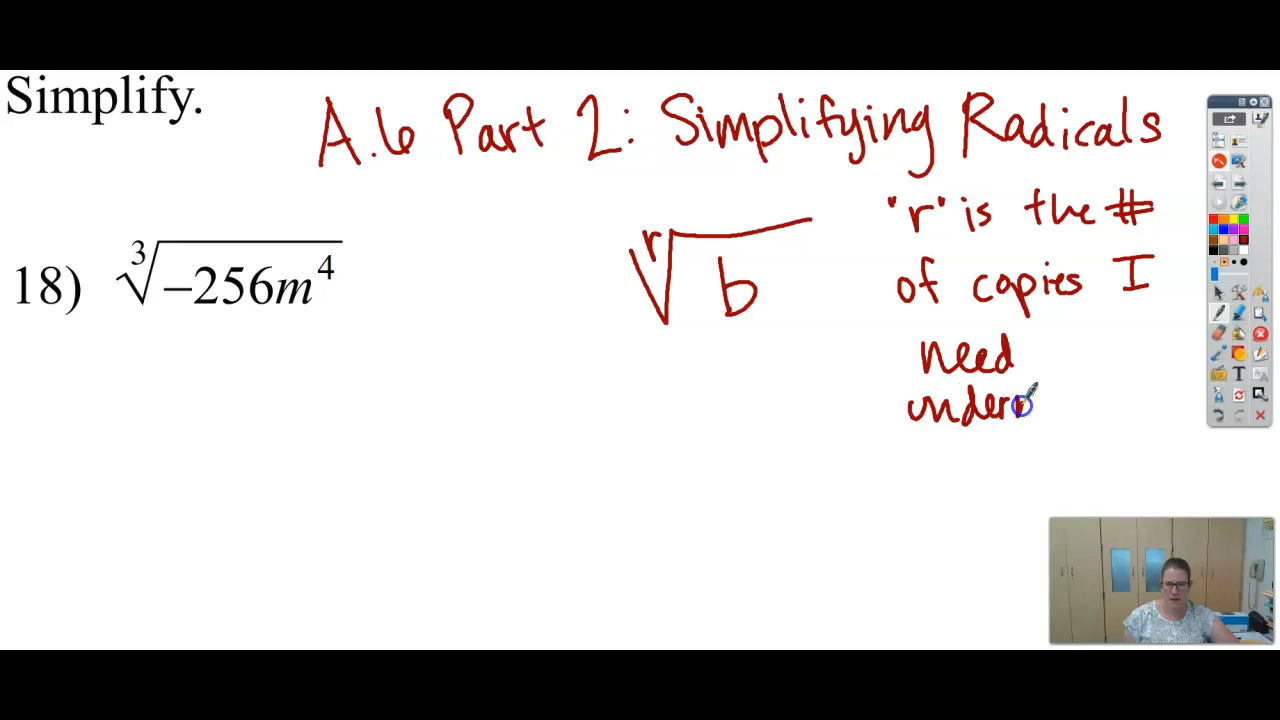 Simplify.
A.6 Part 2: Simplifying Radicals
18) ∛(-256m⁴)
ʳ√b
"r" is the #
of copies I
need
under